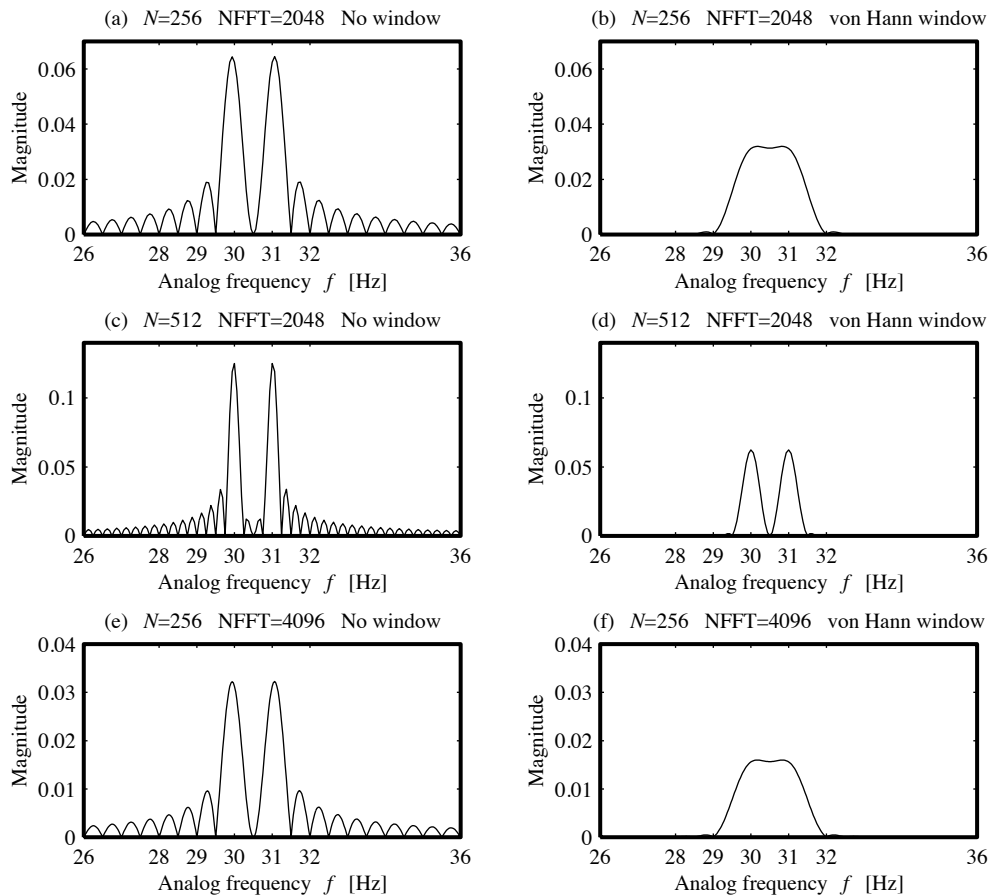 (a) N=256 NFFT=2048 No window
0.06
0.04
0.02
0
Magnitude
26 28 29 30 31 32 36
Analog frequency f [Hz]
(b) N=256 NFFT=2048 von Hann window
0.06
0.04
0.02
0
Magnitude
26 28 29 30 31 32 36
Analog frequency f [Hz]
(c) N=512 NFFT=2048 No window
0.1
0.05
0
Magnitude
26 28 29 30 31 32 36
Analog frequency f [Hz]
(d) N=512 NFFT=2048 von Hann window
0.1
0.05
0
Magnitude
26 28 29 30 31 32 36
Analog frequency f [Hz]
(e) N=256 NFFT=4096 No window
0.04
0.03
0.02
0.01
0
Magnitude
26 28 29 30 31 32 36
Analog frequency f [Hz]
(f) N=256 NFFT=4096 von Hann window
0.04
0.03
0.02
0.01
0
Magnitude
26 28 29 30 31 32 36
Analog frequency f [Hz]